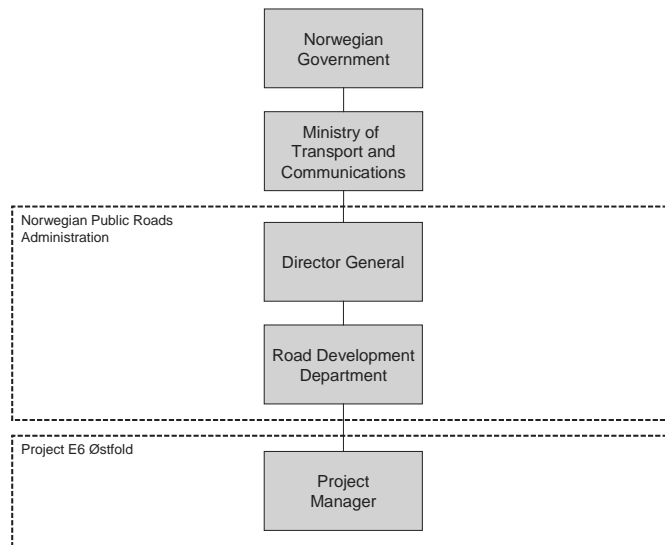 Norwegian
Government
Ministry of
Transport and
Communications
Norwegian Public Roads
Administration
Director General
Road Development
Department
Project E6 Østfold
Project
Manager